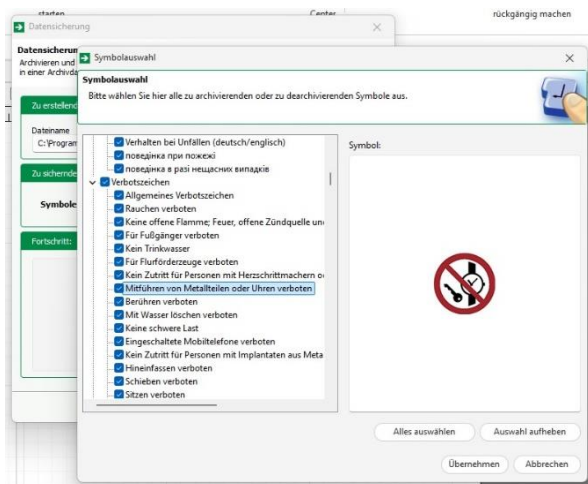 starten
Center
rückgängig machen
Datensicherun
Datensicherun
Archivieren und
in einer Archivda
Zu erstellend
Dateiname
C:\Program
Zu sichernde
Symbole
Fortschritt:
Symbolauswahl
Symbolauswahl
Bitte wählen Sie hier alle zu archivierenden oder zu dearchivierenden Symbole aus.
Verhalten bei Unfällen (deutsch/englisch)
поведінка при пожежі
поведінка в разі нещасних випадків
Verbotszeichen
Allgemeines Verbotszeichen
Rauchen verboten
Keine offene Flamme; Feuer, offene Zündquelle un
Für Fußgänger verboten
Kein Trinkwasser
Für Flurförderzeuge verboten
Kein Zutritt für Personen mit Herzschrittmachern o
Mitführen von Metallteilen oder Uhren verboten
Berühren verboten
Mit Wasser löschen verboten
Keine schwere Last
Eingeschaltete Mobiltelefone verboten
Kein Zutritt für Personen mit Implantaten aus Meta
Hineinfassen verboten
Schieben verboten
Sitzen verboten
Symbol:
Alles auswählen
Auswahl aufheben
Übernehmen
Abbrechen